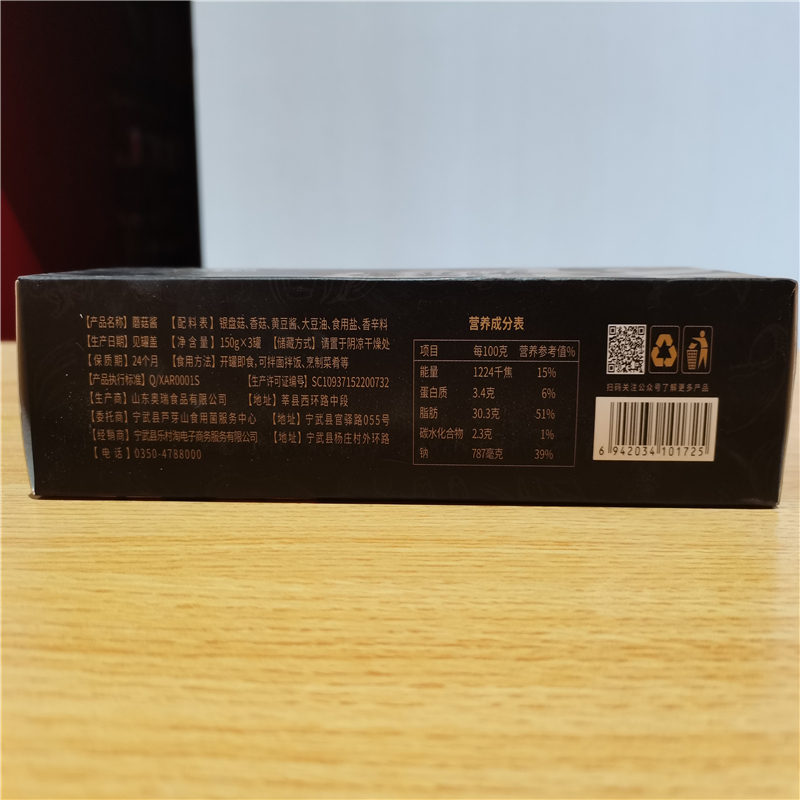 【产品名称】蘑菇酱 【配料表】银盘菇、香菇、黄豆酱、大豆油、食用盐、香辛料
【生产日期】见罐盖 【净含量】150g×3罐 【储藏方式】请置于阴凉干燥处
【保质期】24个月 【食用方法】开罐即食,可拌面拌饭、烹制菜肴等
【产品执行标准】Q/XAR0001S 【生产许可证编号】SC10937152200732
【生产商】山东奥瑞食品有限公司 【地址】莘县西环路中段
【委托商】宁武县芦芽山食用菌服务中心 【地址】宁武县官驿路055号
【经销商】宁武县乐村淘电子商务服务有限公司 【地址】宁武县杨庄村外环路
【电话】0350-4788000
营养成分表
项目 每100克 营养参考值%
能量 1224千焦 15%
蛋白质 3.4克 6%
脂肪 30.3克 51%
碳水化合物 2.3克 1%
钠 787毫克 39%
扫码关注公众号了解更多产品
6 942034 101725